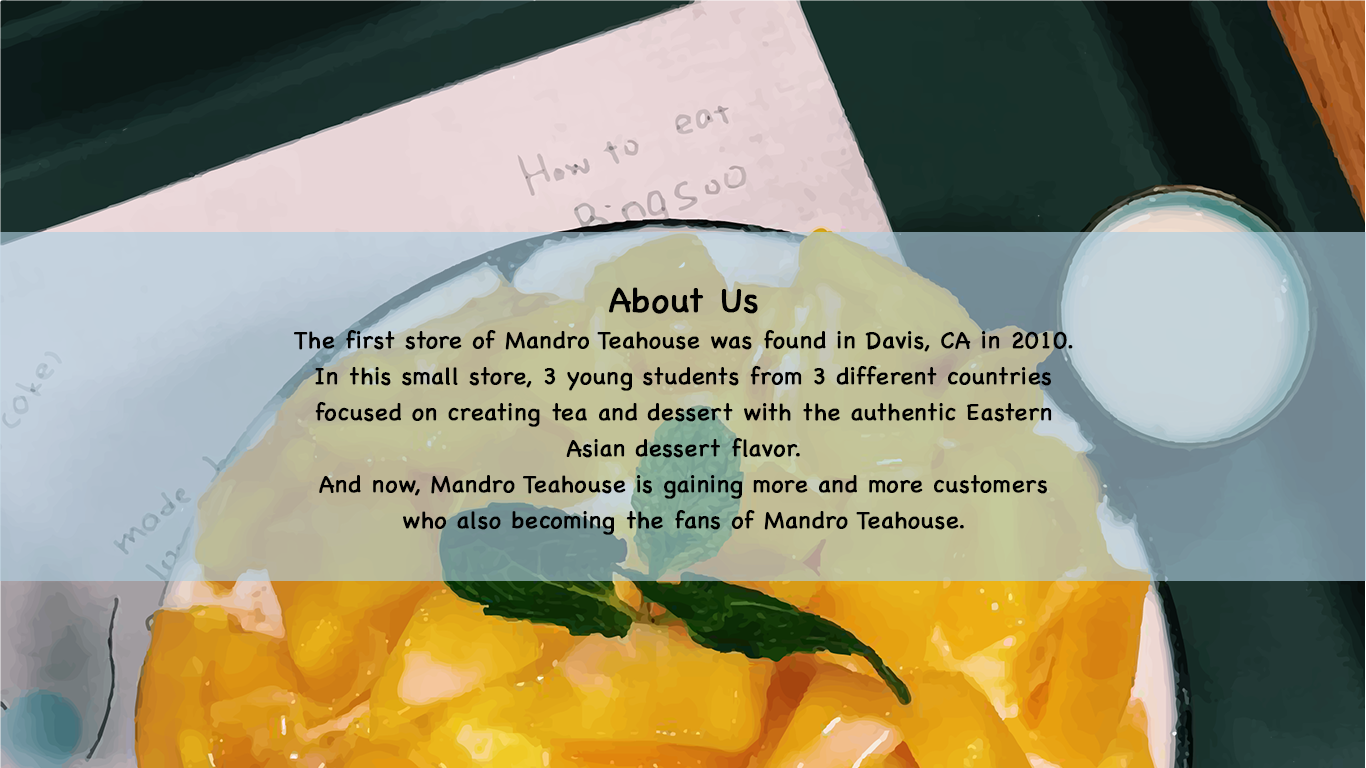 How to eat
Bingsoo
About Us
The first store of Mandro Teahouse was found in Davis, CA in 2010.
In this small store, 3 young students from 3 different countries
focused on creating tea and dessert with the authentic Eastern
Asian dessert flavor.
And now, Mandro Teahouse is gaining more and more customers
who also becoming the fans of Mandro Teahouse.
(coke)
made